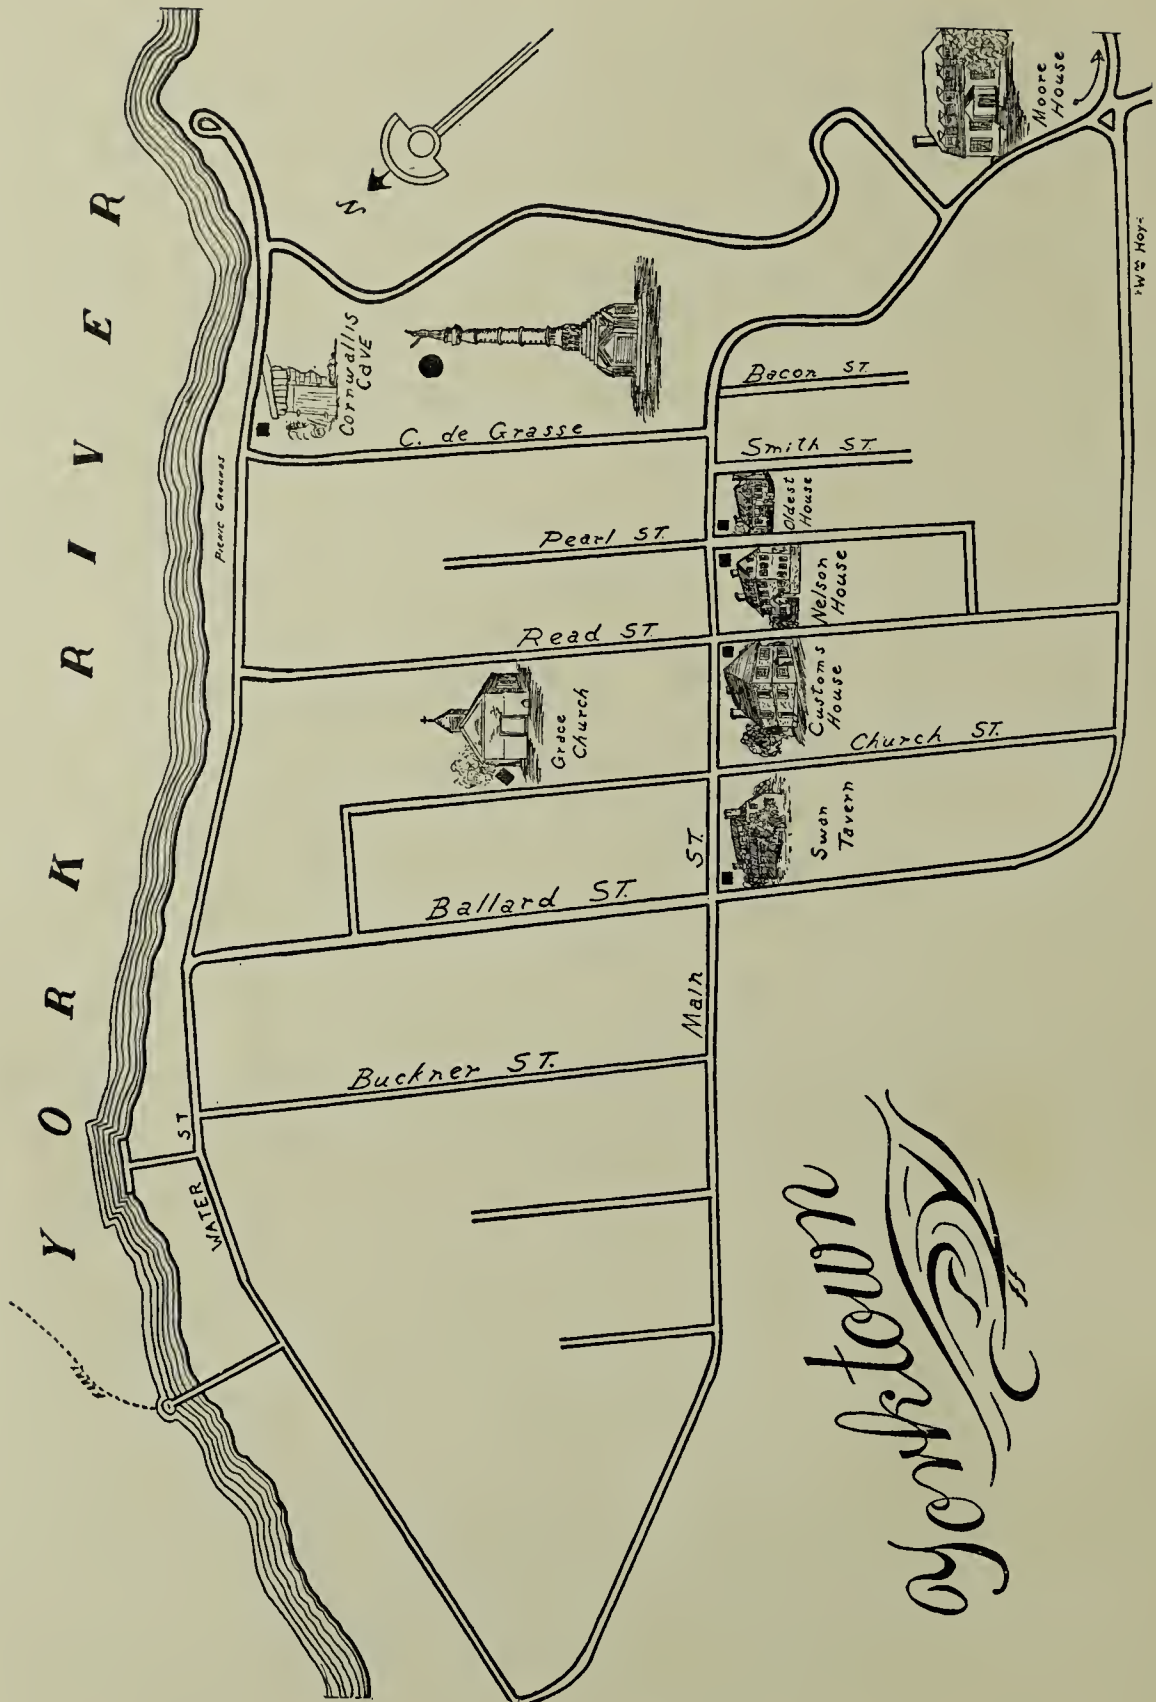 YORK RIVER
FERRY
WATER ST
PICNIC GROUNDS
N
Cornwallis
CAVE
Moore
House
C. de Grasse
Bacon ST.
Smith ST.
Pearl ST.
Oldest
House
Nelson
House
Read ST.
Customs
House
Grace
Church
Church ST.
Swan
Tavern
Ballard ST.
Main ST.
Buckner ST.
Yorktown